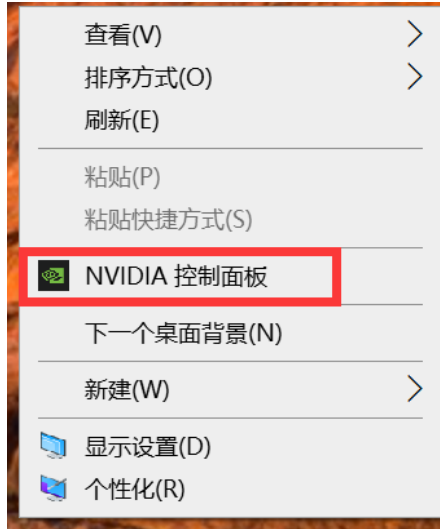 查看(V)
排序方式(O)
刷新(E)
粘贴(P)
粘贴快捷方式(S)
NVIDIA 控制面板
下一个桌面背景(N)
新建(W)
显示设置(D)
个性化(R)